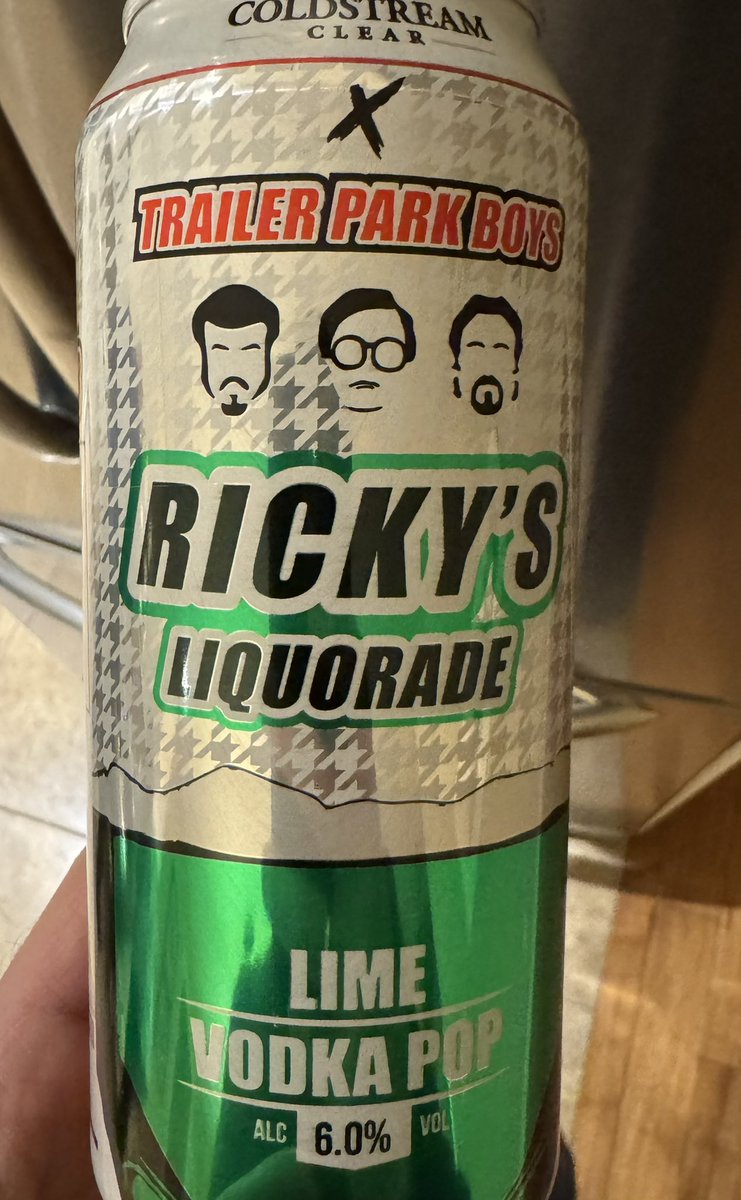 COLDSTREAM
CLEAR
X
TRAILER PARK BOYS
RICKY'S
LIQUORADE
LIME
VODKA POP
ALC 6.0% VOL